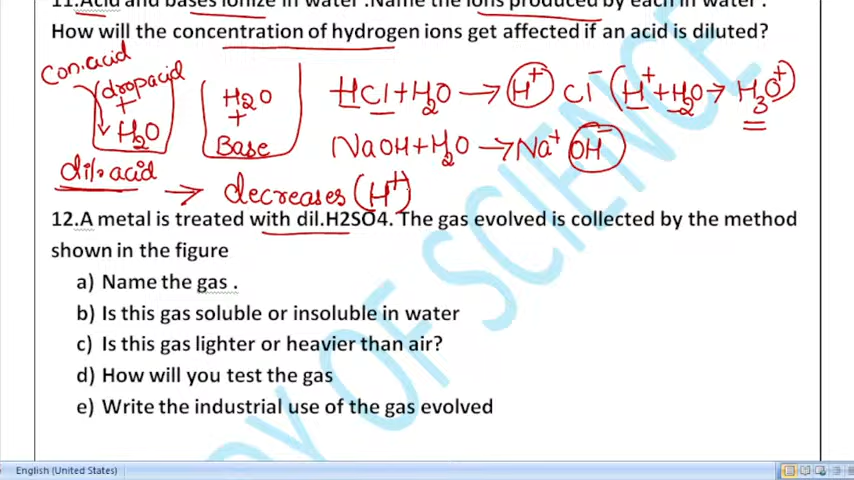 11.Acid and bases ionize in water .Name the ions produced by each in water .
How will the concentration of hydrogen ions get affected if an acid is diluted?
Con.acid
drop acid
+
H2O
dil.acid
H2O
+
Base
HCl+H2O → H+ Cl- (H+ + H2O → H3O+)
NaOH+H2O → Na+ OH-
→ decreases (H+)
12.A metal is treated with dil.H2SO4. The gas evolved is collected by the method
shown in the figure
a) Name the gas .
b) Is this gas soluble or insoluble in water
c) Is this gas lighter or heavier than air?
d) How will you test the gas
e) Write the industrial use of the gas evolved
Y OF SCIENCE
English (United States)